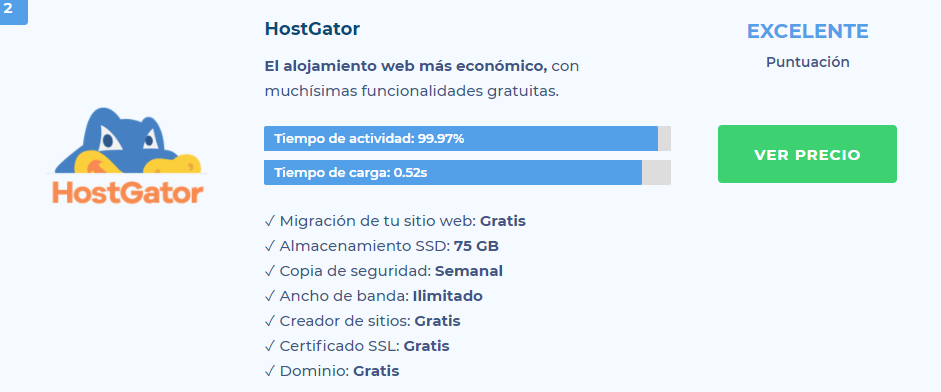 2
HostGator
El alojamiento web más económico, con
muchísimas funcionalidades gratuitas.
Tiempo de actividad: 99.97%
Tiempo de carga: 0.52s
✓ Migración de tu sitio web: Gratis
✓ Almacenamiento SSD: 75 GB
✓ Copia de seguridad: Semanal
✓ Ancho de banda: Ilimitado
✓ Creador de sitios: Gratis
✓ Certificado SSL: Gratis
✓ Dominio: Gratis
HostGator
EXCELENTE
Puntuación
VER PRECIO